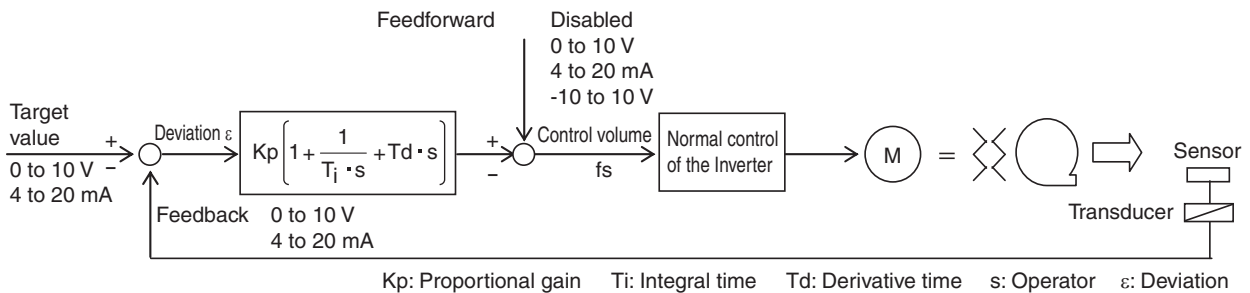 Feedforward
Disabled
0 to 10 V
4 to 20 mA
-10 to 10 V
Target
value
+
−
0 to 10 V
4 to 20 mA
Deviation ε
Kp[1 + 1/(Ti · s) + Td · s]
+
−
Control volume
fs
Normal control
of the Inverter
M
=
Sensor
Transducer
Feedback 0 to 10 V
4 to 20 mA
Kp: Proportional gain Ti: Integral time Td: Derivative time s: Operator ε: Deviation